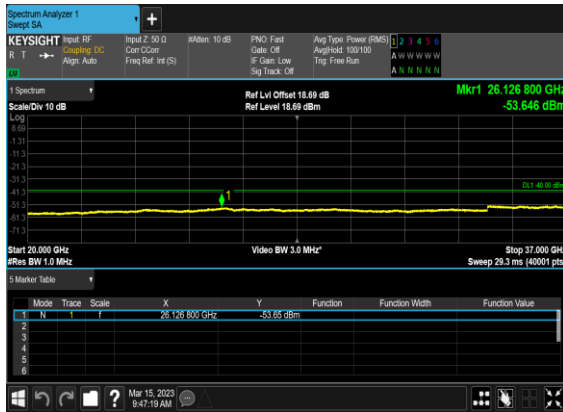 Spectrum Analyzer 1
Swept SA
KEYSIGHT Input: RF Input Z: 50 Ω #Atten: 10 dB PNO: Fast Avg Type: Power (RMS) 1 2 3 4 5 6
R T Coupling: DC Corr CCorr Gate: Off Avg|Hold: 100/100 A W W W W W
Align: Auto Freq Ref: Int (S) IF Gain: Low Trig: Free Run
LXI Sig Track: Off A N N N N N
1 Spectrum Ref Lvl Offset 18.69 dB Mkr1 26.126 800 GHz
Scale/Div 10 dB Ref Level 18.69 dBm -53.646 dBm
Log
8.69
-1.31
-11.3
-21.3
-31.3
DL1 -40.00 dBm
-41.3
1
-51.3
-61.3
-71.3
Start 20.000 GHz Video BW 3.0 MHz* Stop 37.000 GHz
#Res BW 1.0 MHz Sweep 29.3 ms (40001 pts)
5 Marker Table
Mode Trace Scale X Y Function Function Width Function Value
1 N 1 f 26.126 800 GHz -53.65 dBm
2
3
4
5
6
? Mar 15, 2023
9:47:19 AM